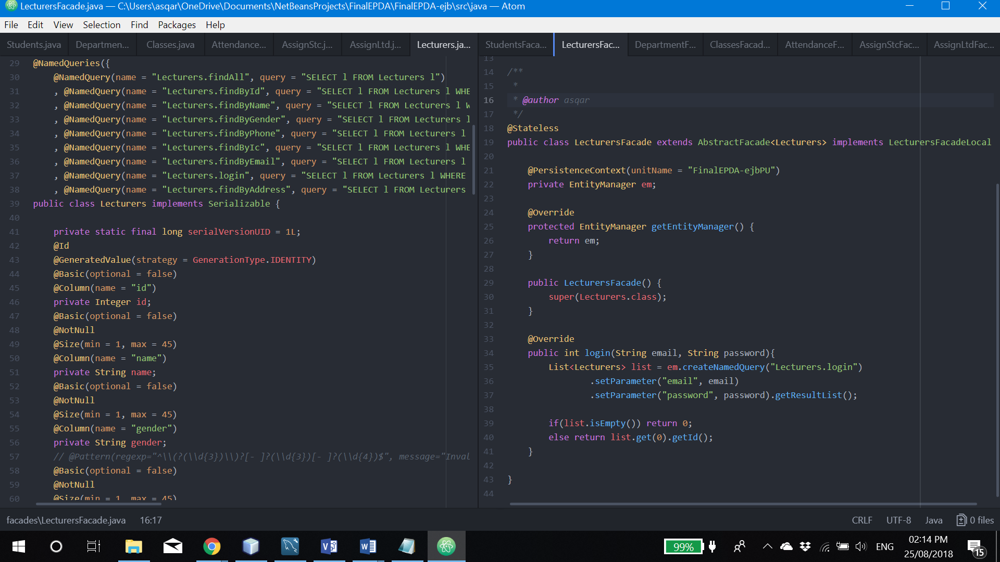 LecturersFacade.java — C:\Users\asqar\OneDrive\Documents\NetBeansProjects\FinalEPDA\FinalEPDA-ejb\src\java — Atom
File Edit View Selection Find Packages Help
Students.java Departmen... Classes.java Attendance... AssignStc.j... AssignLtd.j... Lecturers.ja... StudentsFaca... LecturersFac... DepartmentF... ClassesFacad... AttendanceF... AssignStcFac... AssignLtdFac...
29 @NamedQueries({
30 @NamedQuery(name = "Lecturers.findAll", query = "SELECT l FROM Lecturers l")
31 , @NamedQuery(name = "Lecturers.findById", query = "SELECT l FROM Lecturers l WHE
32 , @NamedQuery(name = "Lecturers.findByName", query = "SELECT l FROM Lecturers l W
33 , @NamedQuery(name = "Lecturers.findByGender", query = "SELECT l FROM Lecturers l
34 , @NamedQuery(name = "Lecturers.findByPhone", query = "SELECT l FROM Lecturers l
35 , @NamedQuery(name = "Lecturers.findByIc", query = "SELECT l FROM Lecturers l WHE
36 , @NamedQuery(name = "Lecturers.findByEmail", query = "SELECT l FROM Lecturers l
37 , @NamedQuery(name = "Lecturers.login", query = "SELECT l FROM Lecturers l WHERE
38 , @NamedQuery(name = "Lecturers.findByAddress", query = "SELECT l FROM Lecturers
39 public class Lecturers implements Serializable {
40
41 private static final long serialVersionUID = 1L;
42 @Id
43 @GeneratedValue(strategy = GenerationType.IDENTITY)
44 @Basic(optional = false)
45 @Column(name = "id")
46 private Integer id;
47 @Basic(optional = false)
48 @NotNull
49 @Size(min = 1, max = 45)
50 @Column(name = "name")
51 private String name;
52 @Basic(optional = false)
53 @NotNull
54 @Size(min = 1, max = 45)
55 @Column(name = "gender")
56 private String gender;
57 // @Pattern(regexp="^\\(?(\\d{3})\\)?[- ]?(\\d{3})[- ]?(\\d{4})$", message="Inval
58 @Basic(optional = false)
59 @NotNull
60 @Size(min = 1, max = 45)
13
14 /**
15 *
16 * @author asqar
17 */
18 @Stateless
19 public class LecturersFacade extends AbstractFacade<Lecturers> implements LecturersFacadeLocal
20
21 @PersistenceContext(unitName = "FinalEPDA-ejbPU")
22 private EntityManager em;
23
24 @Override
25 protected EntityManager getEntityManager() {
26 return em;
27 }
28
29 public LecturersFacade() {
30 super(Lecturers.class);
31 }
32
33 @Override
34 public int login(String email, String password){
35 List<Lecturers> list = em.createNamedQuery("Lecturers.login")
36 .setParameter("email", email)
37 .setParameter("password", password).getResultList();
38
39 if(list.isEmpty()) return 0;
40 else return list.get(0).getId();
41 }
42
43 }
44
facades\LecturersFacade.java 16:17 CRLF UTF-8 Java 0 files
99% ENG 02:14 PM
25/08/2018 15